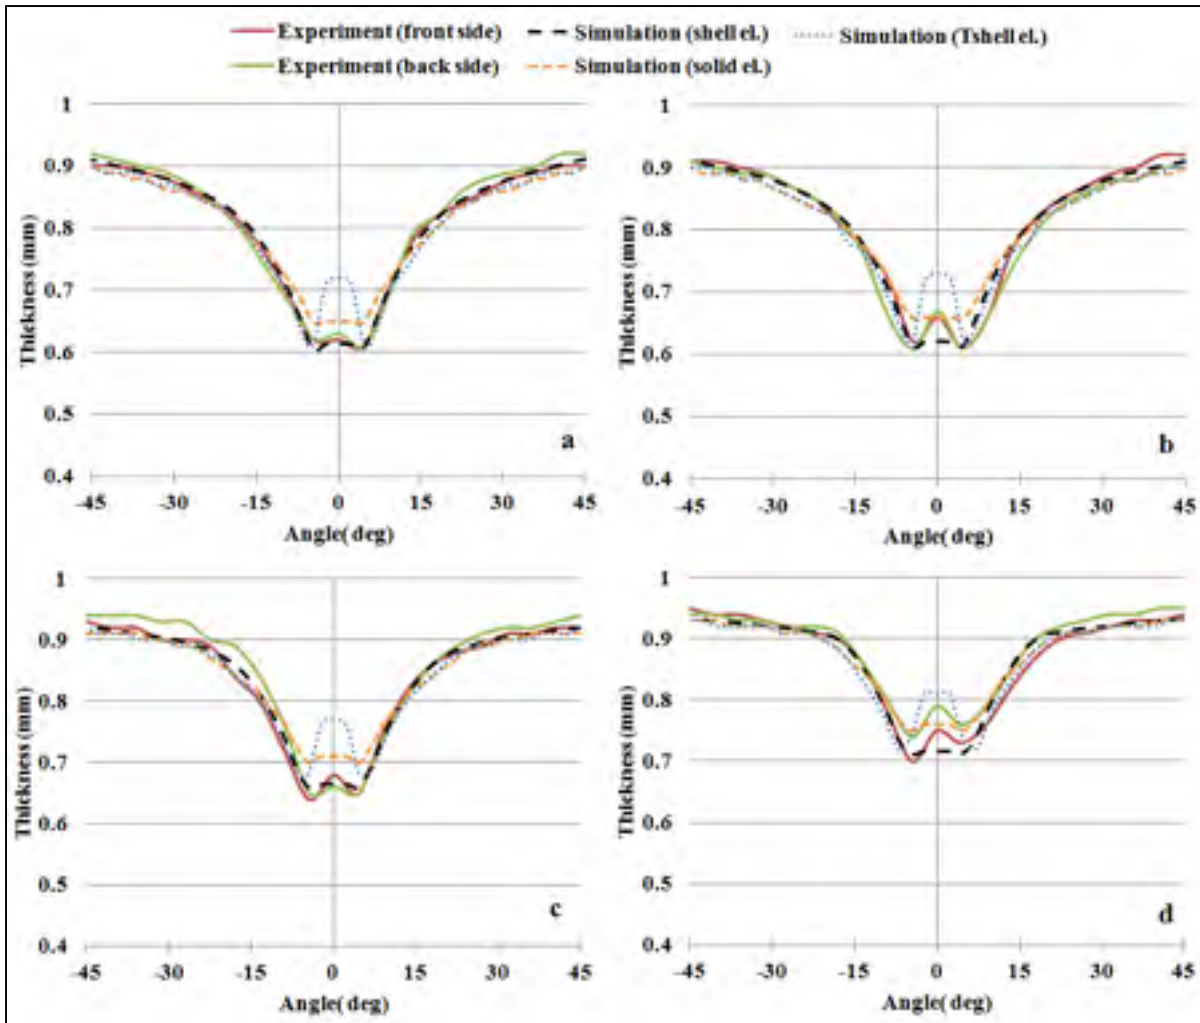 Experiment (front side) Simulation (shell el.) Simulation (Tshell el.)
Experiment (back side) Simulation (solid el.)
1
0.9
0.8
0.7
0.6
0.5
0.4
Thickness (mm)
-45 -30 -15 0 15 30 45
Angle( deg)
a
1
0.9
0.8
0.7
0.6
0.5
0.4
Thickness (mm)
-45 -30 -15 0 15 30 45
Angle( deg)
b
1
0.9
0.8
0.7
0.6
0.5
0.4
Thickness (mm)
-45 -30 -15 0 15 30 45
Angle( deg)
c
1
0.9
0.8
0.7
0.6
0.5
0.4
Thickness (mm)
-45 -30 -15 0 15 30 45
Angle( deg)
d